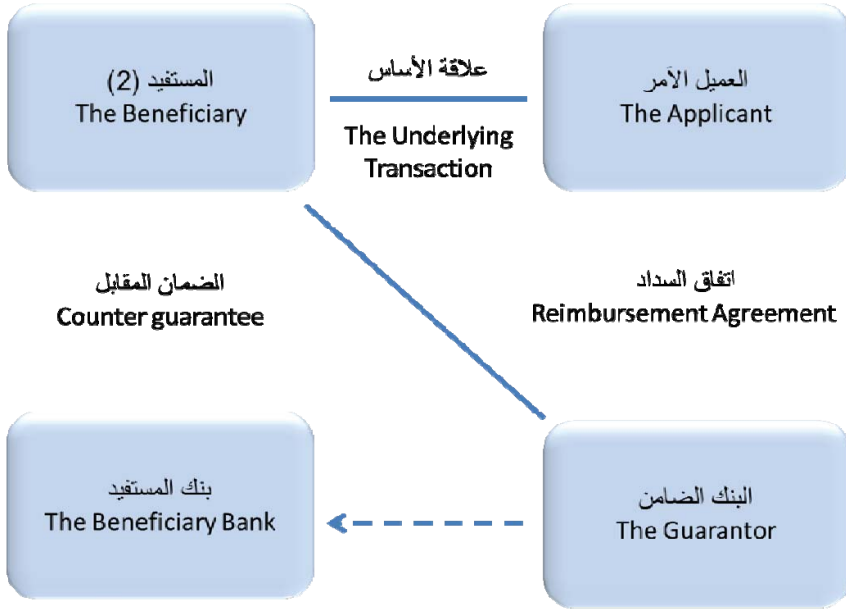 المستفيد (2)
The Beneficiary
علاقة الأساس
The Underlying
Transaction
العميل الآمر
The Applicant
الضمان المقابل
Counter guarantee
اتفاق السداد
Reimbursement Agreement
بنك المستفيد
The Beneficiary Bank
البنك الضامن
The Guarantor